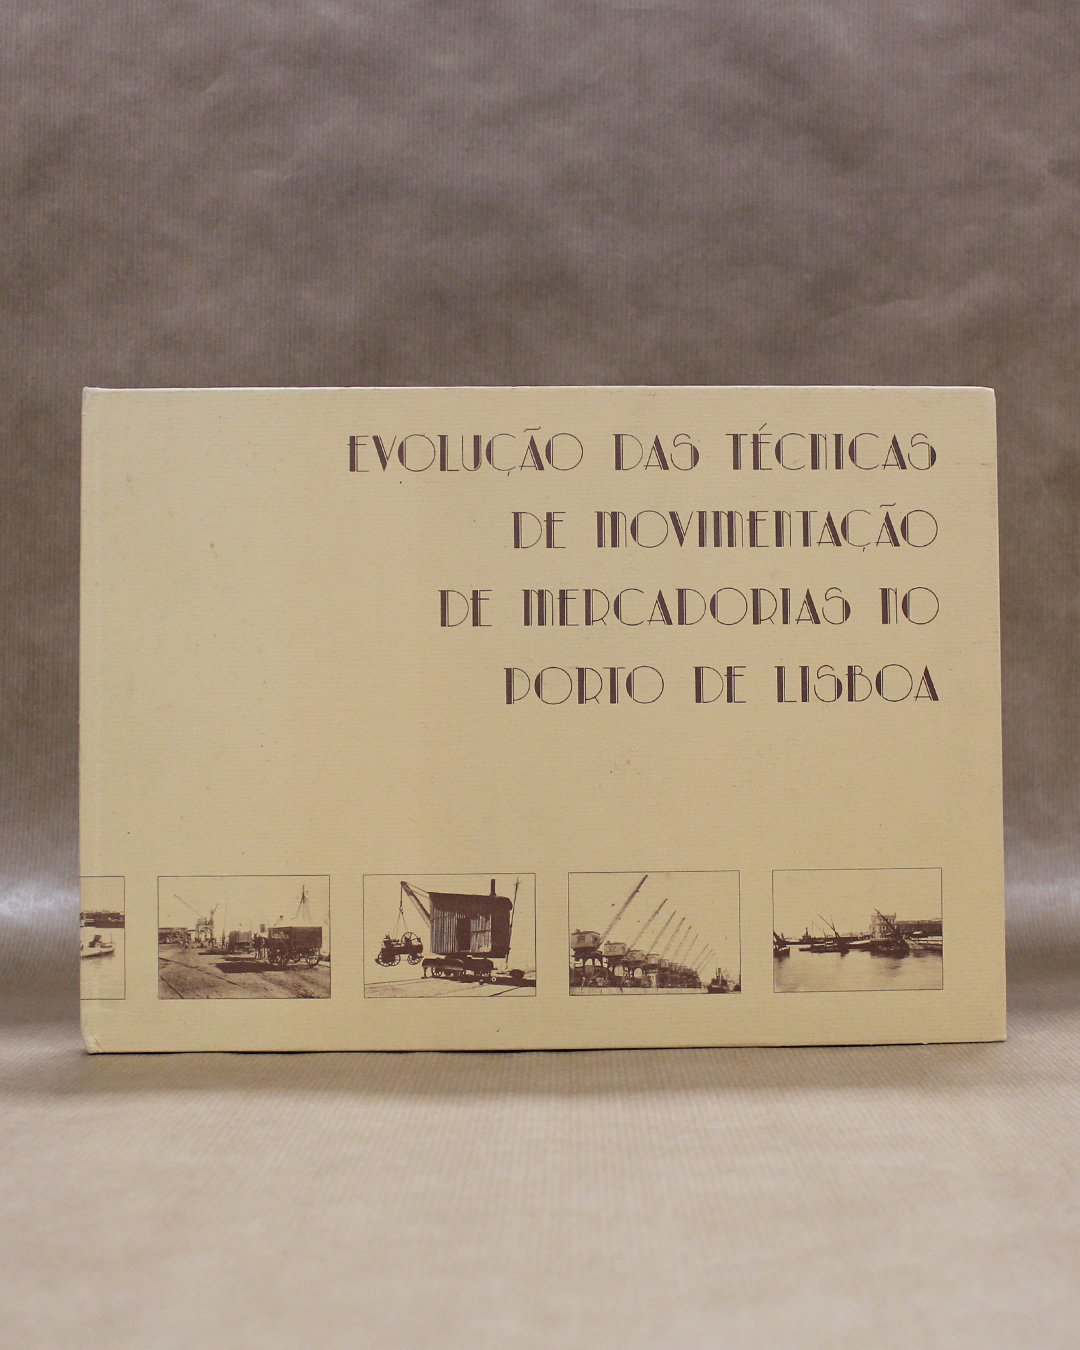 EVOLUÇÃO DAS TÉCNICAS
DE MOVIMENTAÇÃO
DE MERCADORIAS NO
PORTO DE LISBOA